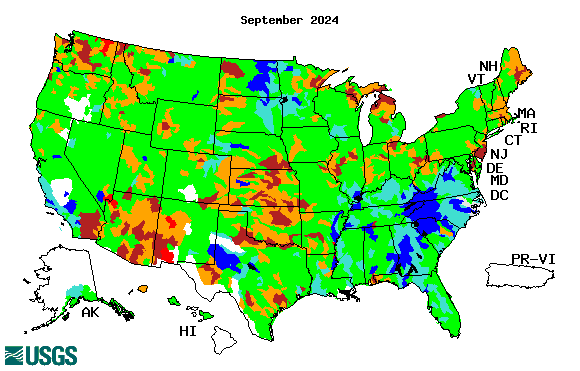 September 2024
NH
VT
MA
RI
CT
NJ
DE
MD
DC
PR-VI
AK
HI
USGS